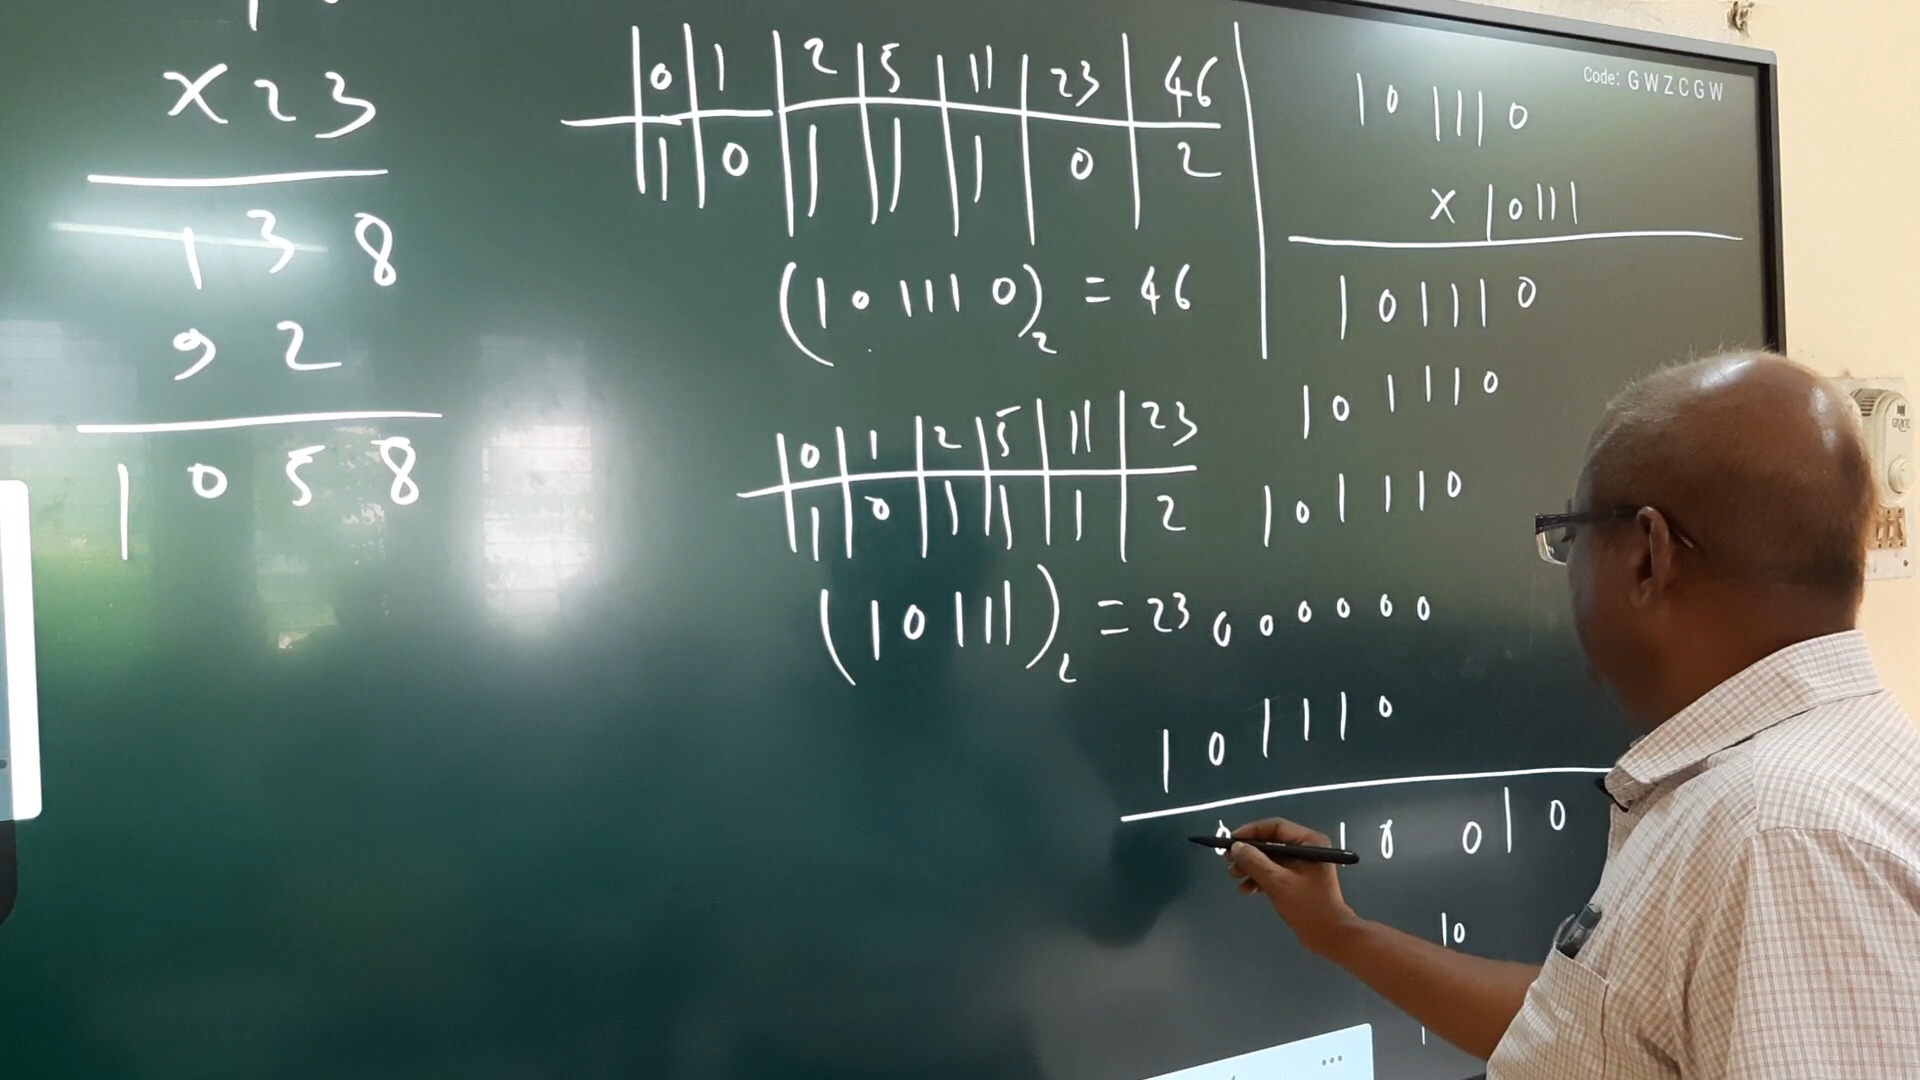 x 2 3
1 3 8
9 2
1 0 5 8
0 1 2 5 11 23 46
1 0 1 1 1 0 2
(1 0 1 1 1 0)2 = 46
0 1 2 5 11 23
1 0 1 1 1 2
(1 0 1 1 1)2 = 23
Code: GWZCGW
1 0 1 1 1 0
x 1 0 1 1 1
1 0 1 1 1 0
1 0 1 1 1 0
1 0 1 1 1 0
0 0 0 0 0 0
1 0 1 1 1 0
0 1 0 0 1 0
10